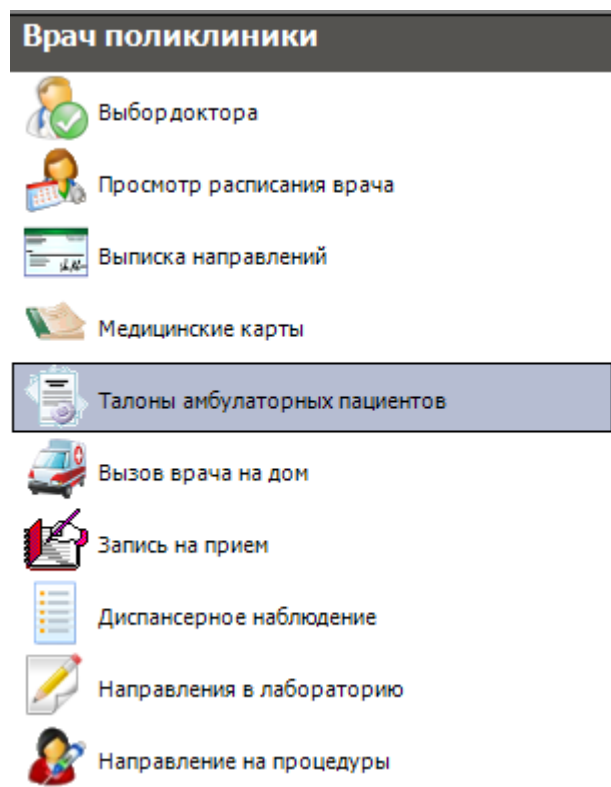 Врач поликлиники
Выбор доктора
Просмотр расписания врача
Выписка направлений
Медицинские карты
Талоны амбулаторных пациентов
Вызов врача на дом
Запись на прием
Диспансерное наблюдение
Направления в лабораторию
Направление на процедуры